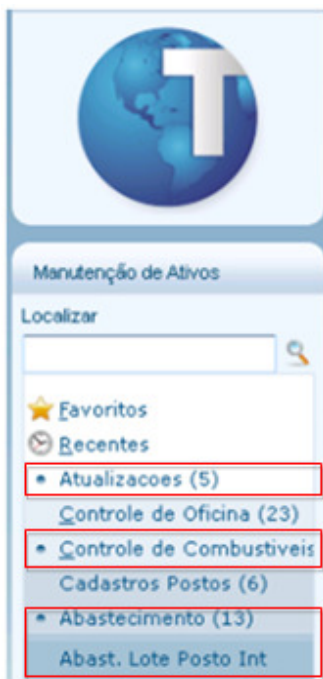 T
Manutenção de Ativos
Localizar
Favoritos
Recentes
Atualizacoes (5)
Controle de Oficina (23)
Controle de Combustiveis
Cadastros Postos (6)
Abastecimento (13)
Abast. Lote Posto Int